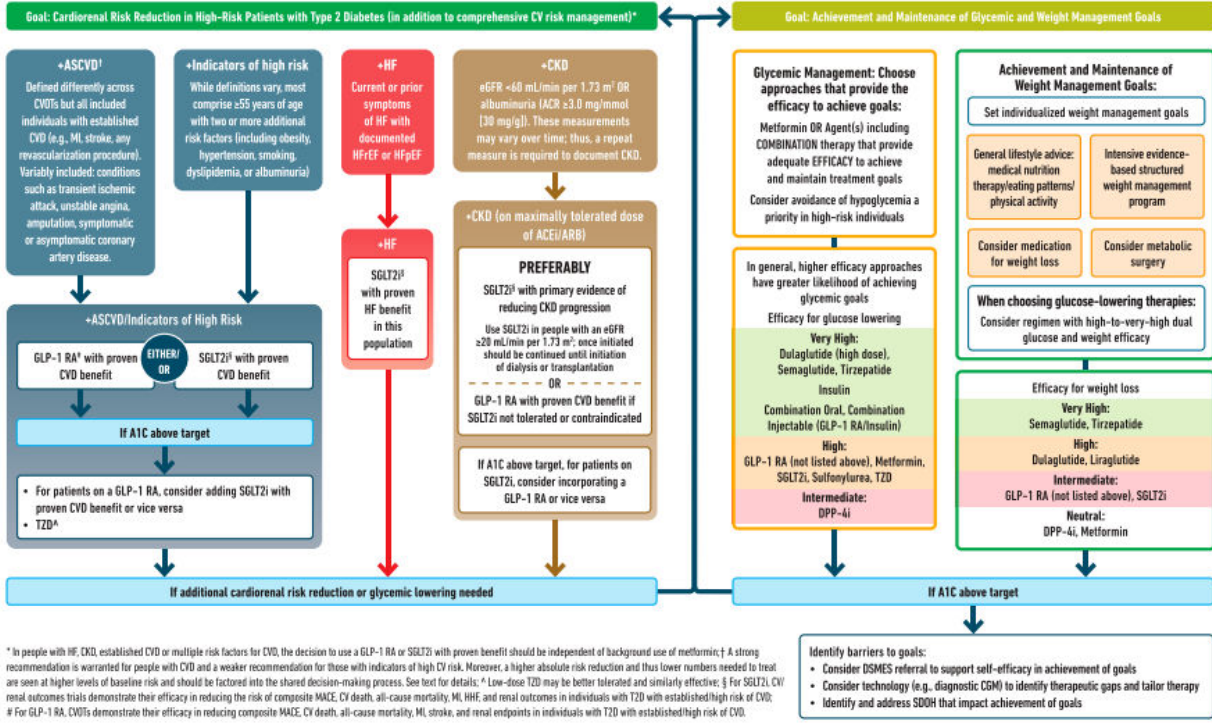 Goal: Cardiorenal Risk Reduction in High-Risk Patients with Type 2 Diabetes (in addition to comprehensive CV risk management)*
Goal: Achievement and Maintenance of Glycemic and Weight Management Goals
+ASCVD†
Defined differently across
CVOTs but all included
individuals with established
CVD (e.g., MI, stroke, any
revascularization procedure).
Variably included: conditions
such as transient ischemic
attack, unstable angina,
amputation, symptomatic
or asymptomatic coronary
artery disease.
+Indicators of high risk
While definitions vary, most
comprise ≥55 years of age
with two or more additional
risk factors (including obesity,
hypertension, smoking,
dyslipidemia, or albuminuria)
+HF
Current or prior
symptoms
of HF with
documented
HFrEF or HFpEF
+CKD
eGFR <60 mL/min per 1.73 m² OR
albuminuria (ACR ≥3.0 mg/mmol
[30 mg/g]). These measurements
may vary over time; thus, a repeat
measure is required to document CKD.
+ASCVD/Indicators of High Risk
GLP-1 RA# with proven
CVD benefit
EITHER/
OR
SGLT2i§ with proven
CVD benefit
If A1C above target
• For patients on a GLP-1 RA, consider adding SGLT2i with
proven CVD benefit or vice versa
• TZD^
+HF
SGLT2i§
with proven
HF benefit
in this
population
+CKD (on maximally tolerated dose
of ACEi/ARB)
PREFERABLY
SGLT2i§ with primary evidence of
reducing CKD progression
Use SGLT2i in people with an eGFR
≥20 mL/min per 1.73 m²; once initiated
should be continued until initiation
of dialysis or transplantation
OR
GLP-1 RA with proven CVD benefit if
SGLT2i not tolerated or contraindicated
If A1C above target, for patients on
SGLT2i, consider incorporating a
GLP-1 RA or vice versa
If additional cardiorenal risk reduction or glycemic lowering needed
Glycemic Management: Choose
approaches that provide the
efficacy to achieve goals:
Metformin OR Agent(s) including
COMBINATION therapy that provide
adequate EFFICACY to achieve
and maintain treatment goals
Consider avoidance of hypoglycemia a
priority in high-risk individuals
In general, higher efficacy approaches
have greater likelihood of achieving
glycemic goals
Efficacy for glucose lowering
Very High:
Dulaglutide (high dose),
Semaglutide, Tirzepatide
Insulin
Combination Oral, Combination
Injectable (GLP-1 RA/Insulin)
High:
GLP-1 RA (not listed above), Metformin,
SGLT2i, Sulfonylurea, TZD
Intermediate:
DPP-4i
Achievement and Maintenance of
Weight Management Goals:
Set individualized weight management goals
General lifestyle advice:
medical nutrition
therapy/eating patterns/
physical activity
Intensive evidence-
based structured
weight management
program
Consider medication
for weight loss
Consider metabolic
surgery
When choosing glucose-lowering therapies:
Consider regimen with high-to-very-high dual
glucose and weight efficacy
Efficacy for weight loss
Very High:
Semaglutide, Tirzepatide
High:
Dulaglutide, Liraglutide
Intermediate:
GLP-1 RA (not listed above), SGLT2i
Neutral:
DPP-4i, Metformin
If A1C above target
Identify barriers to goals:
• Consider DSMES referral to support self-efficacy in achievement of goals
• Consider technology (e.g., diagnostic CGM) to identify therapeutic gaps and tailor therapy
• Identify and address SDOH that impact achievement of goals
* In people with HF, CKD, established CVD or multiple risk factors for CVD, the decision to use a GLP-1 RA or SGLT2i with proven benefit should be independent of background use of metformin; † A strong
recommendation is warranted for people with CVD and a weaker recommendation for those with indicators of high CV risk. Moreover, a higher absolute risk reduction and thus lower numbers needed to treat
are seen at higher levels of baseline risk and should be factored into the shared decision-making process. See text for details; ^ Low-dose TZD may be better tolerated and similarly effective; § For SGLT2i, CV/
renal outcomes trials demonstrate their efficacy in reducing the risk of composite MACE, CV death, all-cause mortality, MI, HHF, and renal outcomes in individuals with T2D with established/high risk of CVD;
# For GLP-1 RA, CVOTs demonstrate their efficacy in reducing composite MACE, CV death, all-cause mortality, MI, stroke, and renal endpoints in individuals with T2D with established/high risk of CVD.